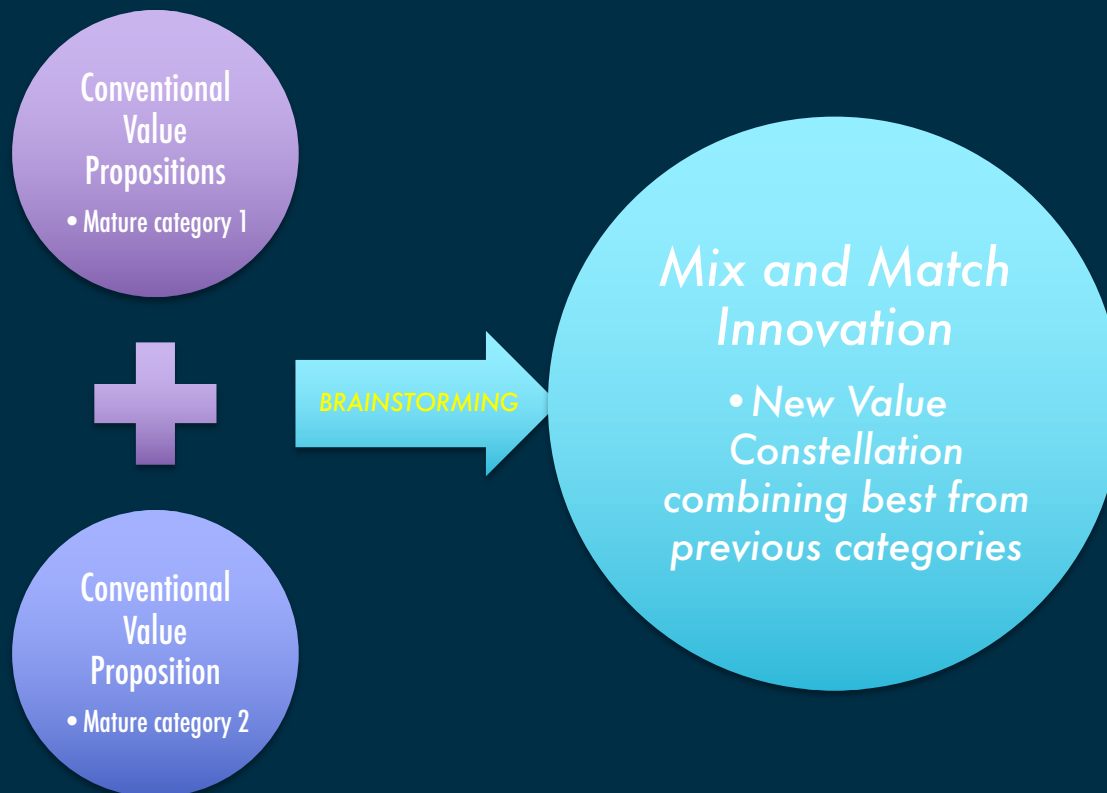 Conventional
Value
Propositions
• Mature category 1
Conventional
Value
Proposition
• Mature category 2
BRAINSTORMING
Mix and Match
Innovation
• New Value
Constellation
combining best from
previous categories